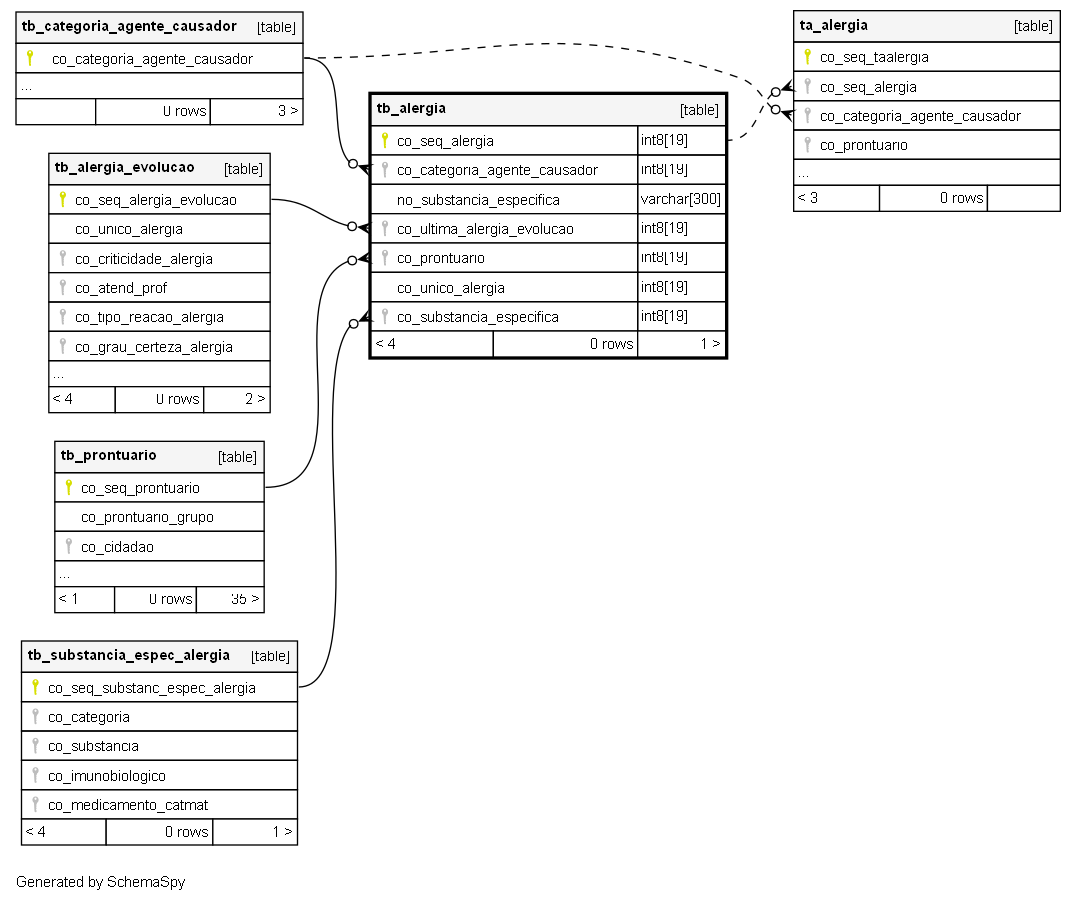 tb_categoria_agente_causador [table]
co_categoria_agente_causador
...
0 rows 3 >
ta_alergia [table]
co_seq_taalergia
co_seq_alergia
co_categoria_agente_causador
co_prontuario
...
< 3 0 rows
tb_alergia [table]
co_seq_alergia int8[19]
co_categoria_agente_causador int8[19]
no_substancia_especifica varchar[300]
co_ultima_alergia_evolucao int8[19]
co_prontuario int8[19]
co_unico_alergia int8[19]
co_substancia_especifica int8[19]
< 4 0 rows 1 >
tb_alergia_evolucao [table]
co_seq_alergia_evolucao
co_unico_alergia
co_criticidade_alergia
co_atend_prof
co_tipo_reacao_alergia
co_grau_certeza_alergia
...
< 4 0 rows 2 >
tb_prontuario [table]
co_seq_prontuario
co_prontuario_grupo
co_cidadao
...
< 1 0 rows 35 >
tb_substancia_espec_alergia [table]
co_seq_substanc_espec_alergia
co_categoria
co_substancia
co_imunobiologico
co_medicamento_catmat
< 4 0 rows 1 >
Generated by SchemaSpy